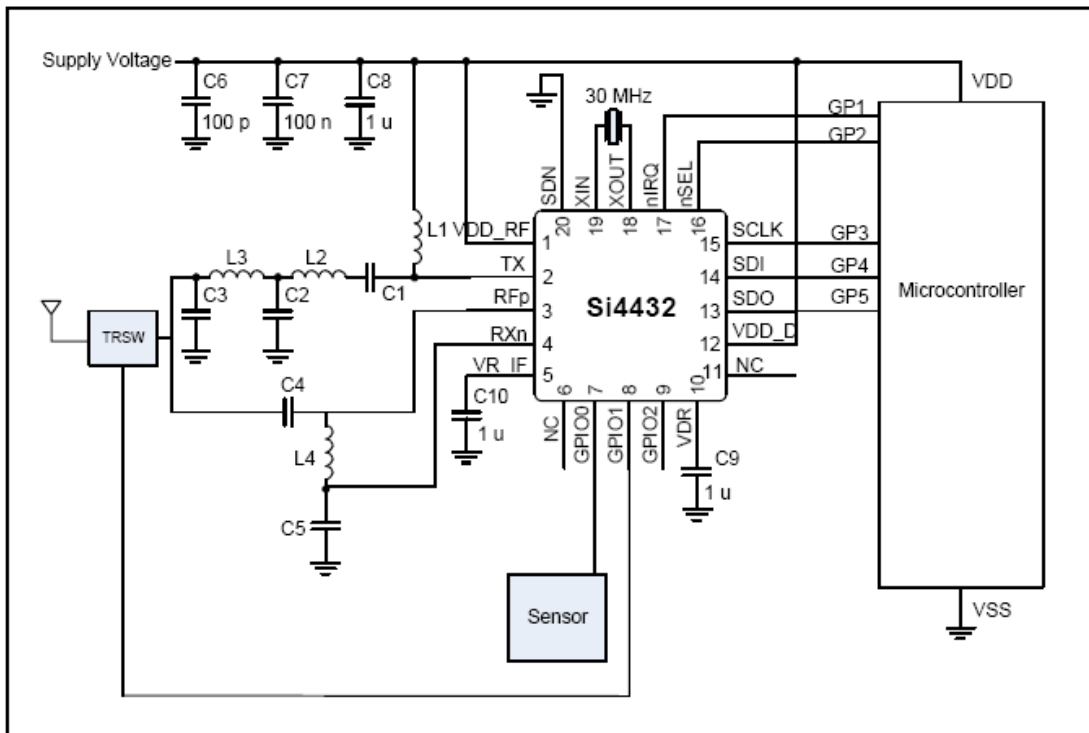 Supply Voltage
C6
100 p
C7
100 n
C8
1 u
30 MHz
VDD
GP1
GP2
SDN
XIN
XOUT
nIRQ
nSEL
20
19
18
17
16
L1
VDD_RF
1
15
SCLK
GP3
L3
L2
C3
C2
C1
TX
2
14
SDI
GP4
RFp
3
Si4432
13
SDO
GP5
Microcontroller
TRSW
RXn
4
12
VDD_D
VR_IF
5
11
NC
C4
C10
1 u
6
7
8
9
10
NC
GPIO0
GPIO1
GPIO2
VDR
C9
1 u
L4
C5
Sensor
VSS